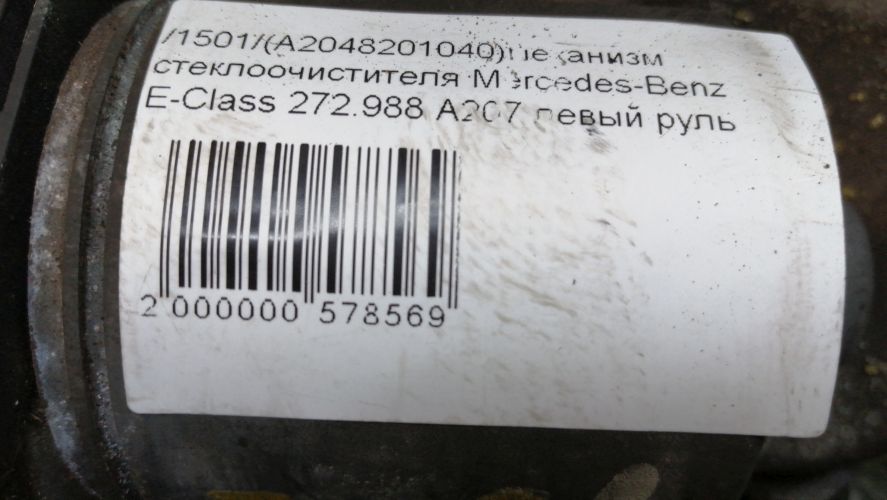 /1501/(A2048201040)механизм
стеклоочистителя Mercedes-Benz
E-Class 272.988 A207 левый руль
2 000000 578569